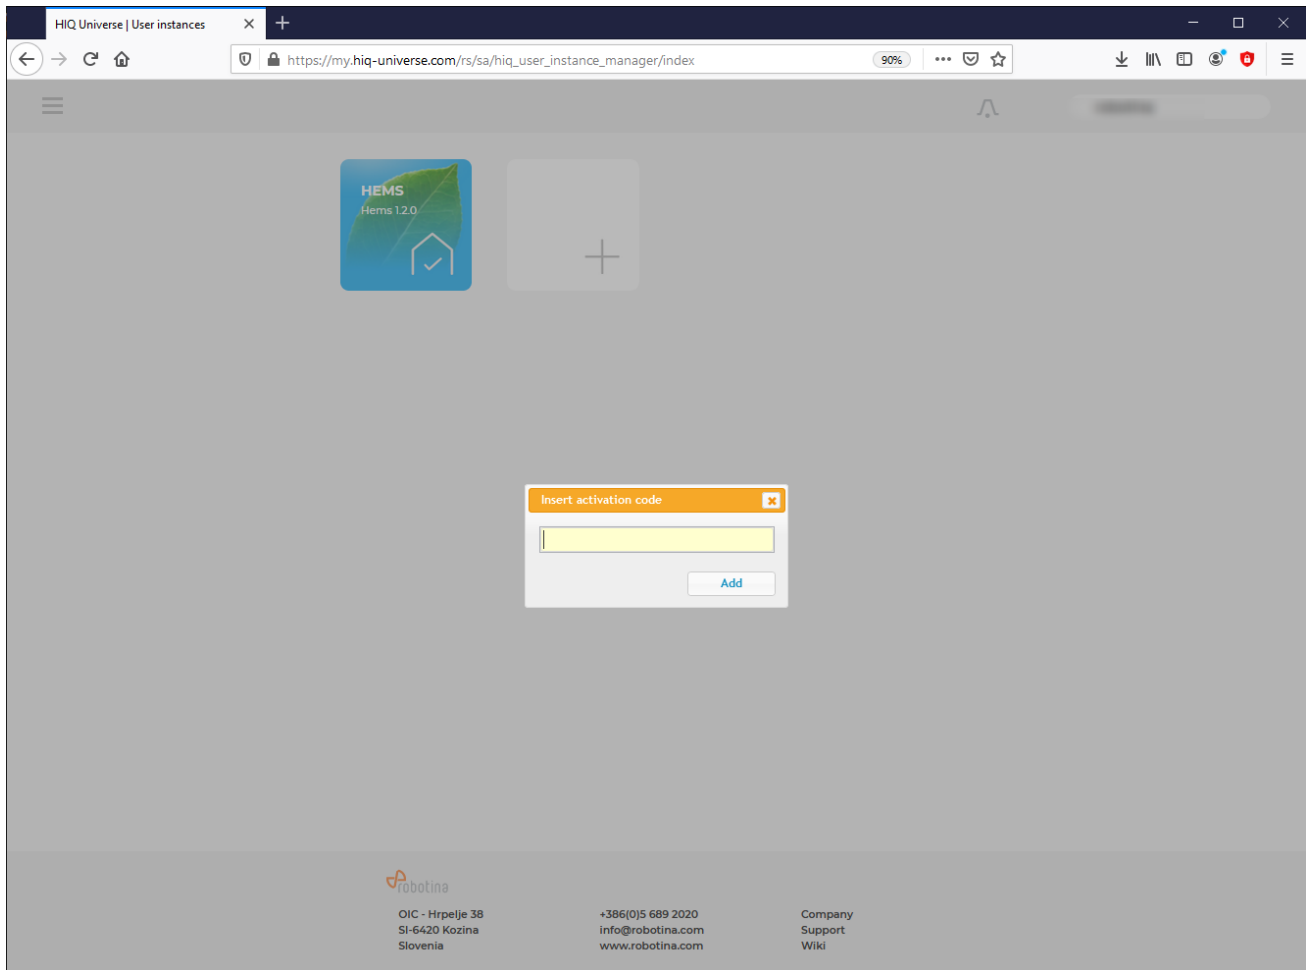 HIQ Universe | User instances
https://my.hiq-universe.com/rs/sa/hiq_user_instance_manager/index
90%
HEMS
Hems 1.2.0
Insert activation code
Add
robotina
OIC - Hrpelje 38
SI-6420 Kozina
Slovenia
+386(0)5 689 2020
info@robotina.com
www.robotina.com
Company
Support
Wiki